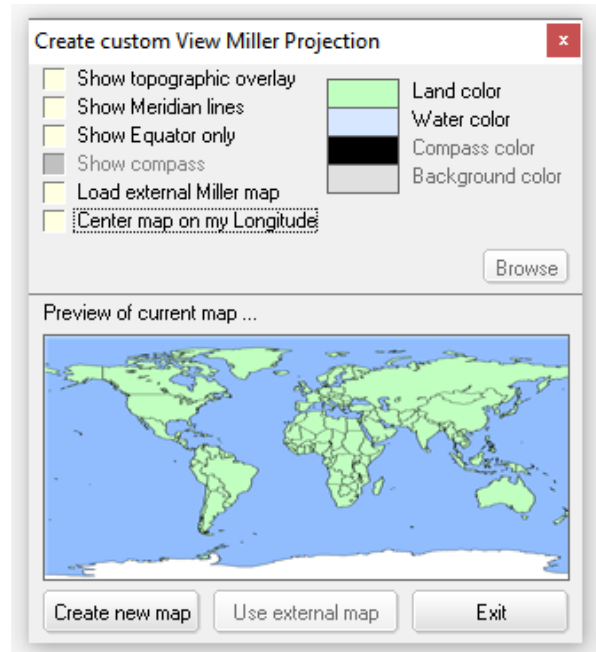 Create custom View Miller Projection
x
Show topographic overlay
Show Meridian lines
Show Equator only
Show compass
Load external Miller map
Center map on my Longitude
Land color
Water color
Compass color
Background color
Browse
Preview of current map ...
Create new map
Use external map
Exit